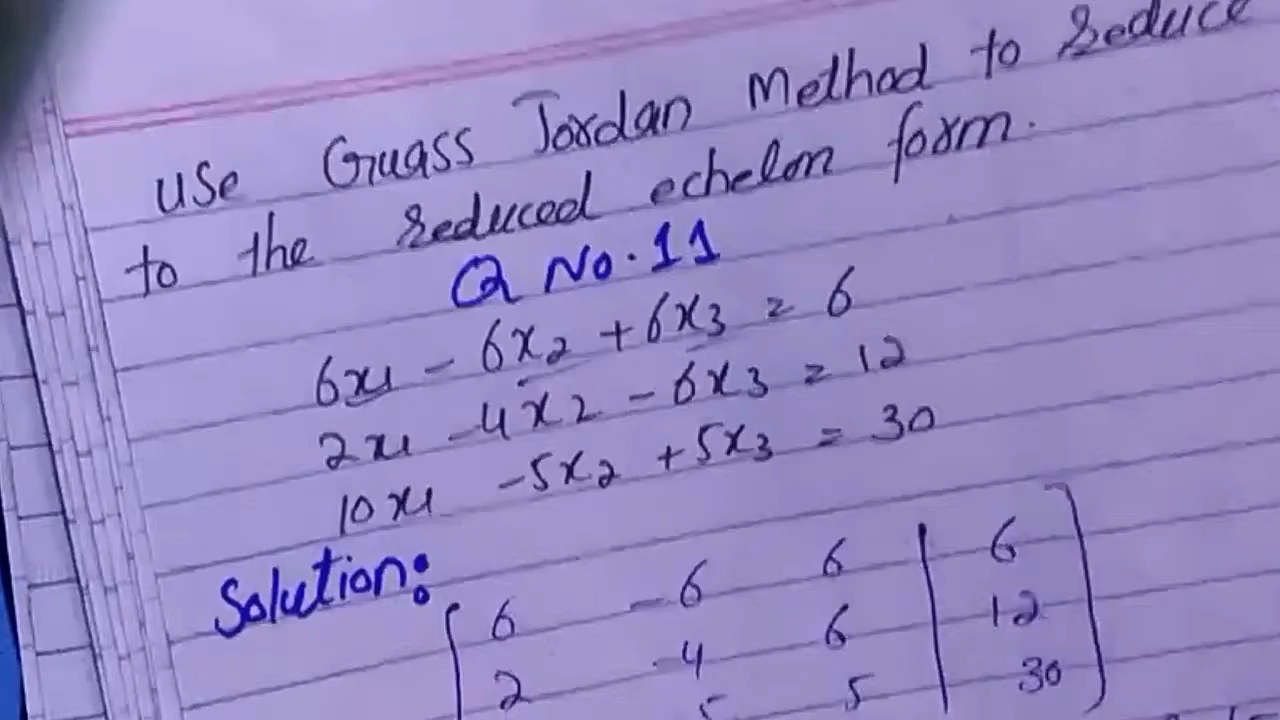 use Guass Jordan Method to reduce
to the reduced echelon form.
Q No. 11
6x1 - 6x2 + 6x3 = 6
2x1 - 4x2 - 6x3 = 12
10x1 - 5x2 + 5x3 = 30
Solution:
6 -6 6 | 6
2 -4 6 | 12
5 5 | 30